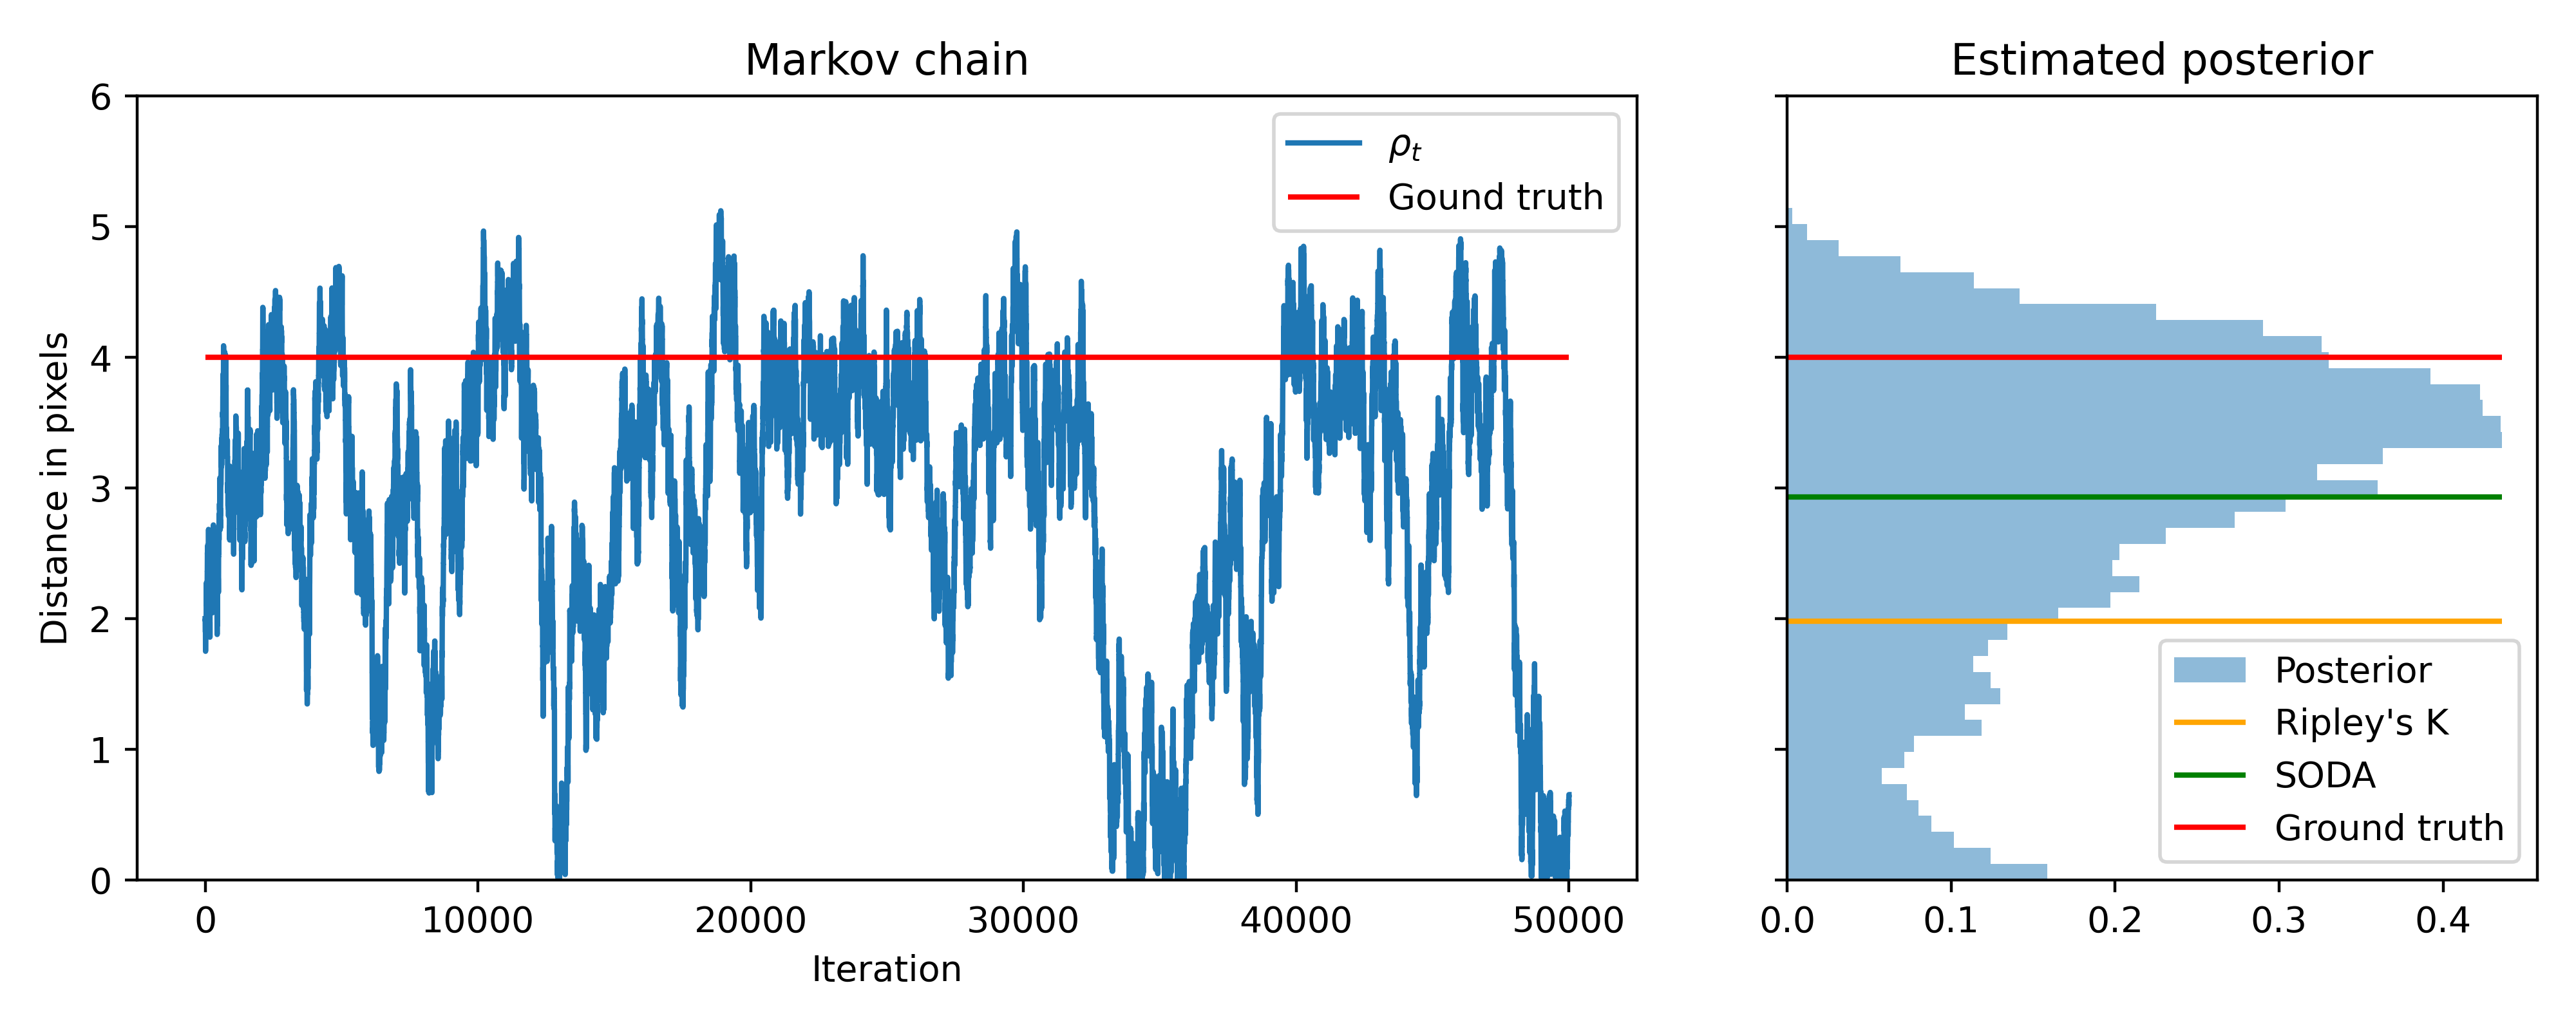 Markov chain
Estimated posterior
6
5
4
3
2
1
0
Distance in pixels
ρt
Gound truth
0
10000
20000
30000
40000
50000
Iteration
Posterior
Ripley's K
SODA
Ground truth
0.0
0.1
0.2
0.3
0.4